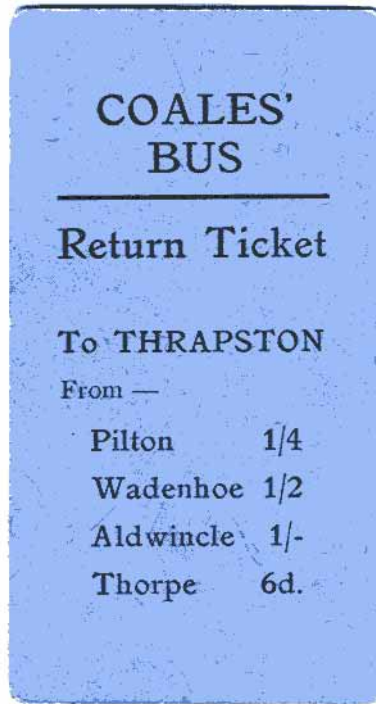 COALES'
BUS
Return Ticket
To THRAPSTON
From —
Pilton 1/4
Wadenhoe 1/2
Aldwincle 1/-
Thorpe 6d.